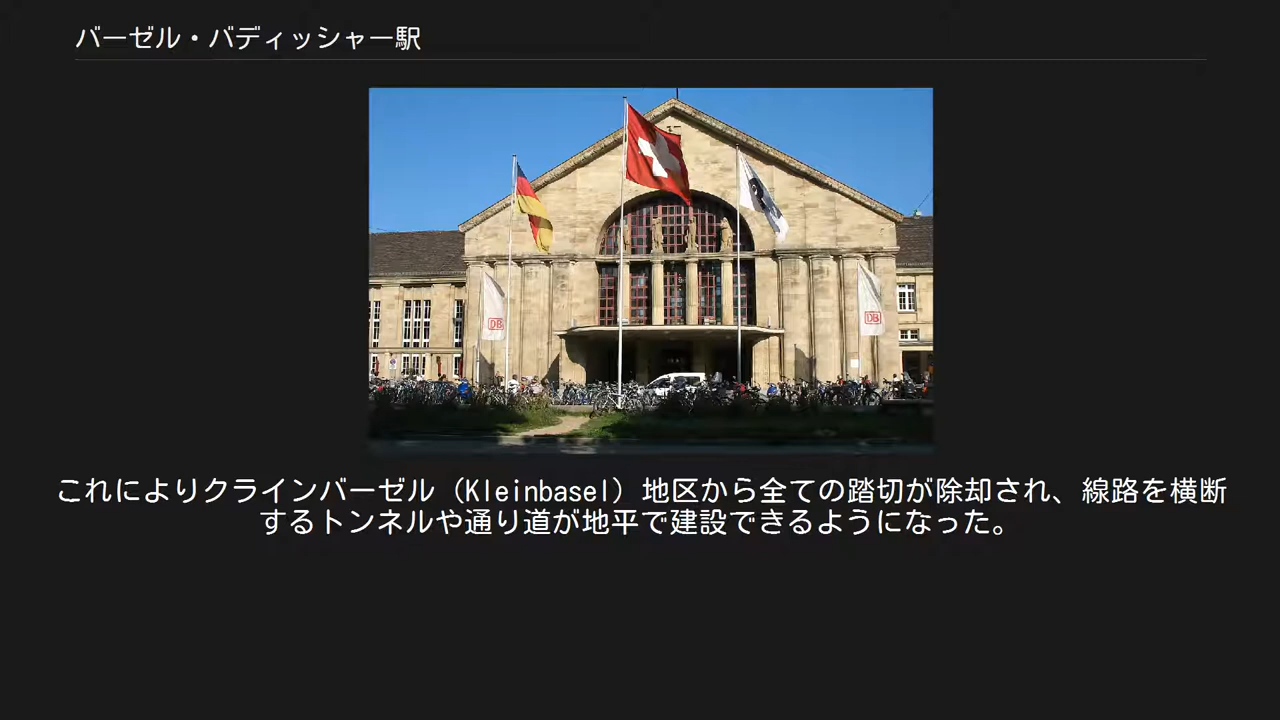 バーゼル・バディッシャー駅
DB
DB
これによりクラインバーゼル（Kleinbasel）地区から全ての踏切が除却され、線路を横断
するトンネルや通り道が地平で建設できるようになった。